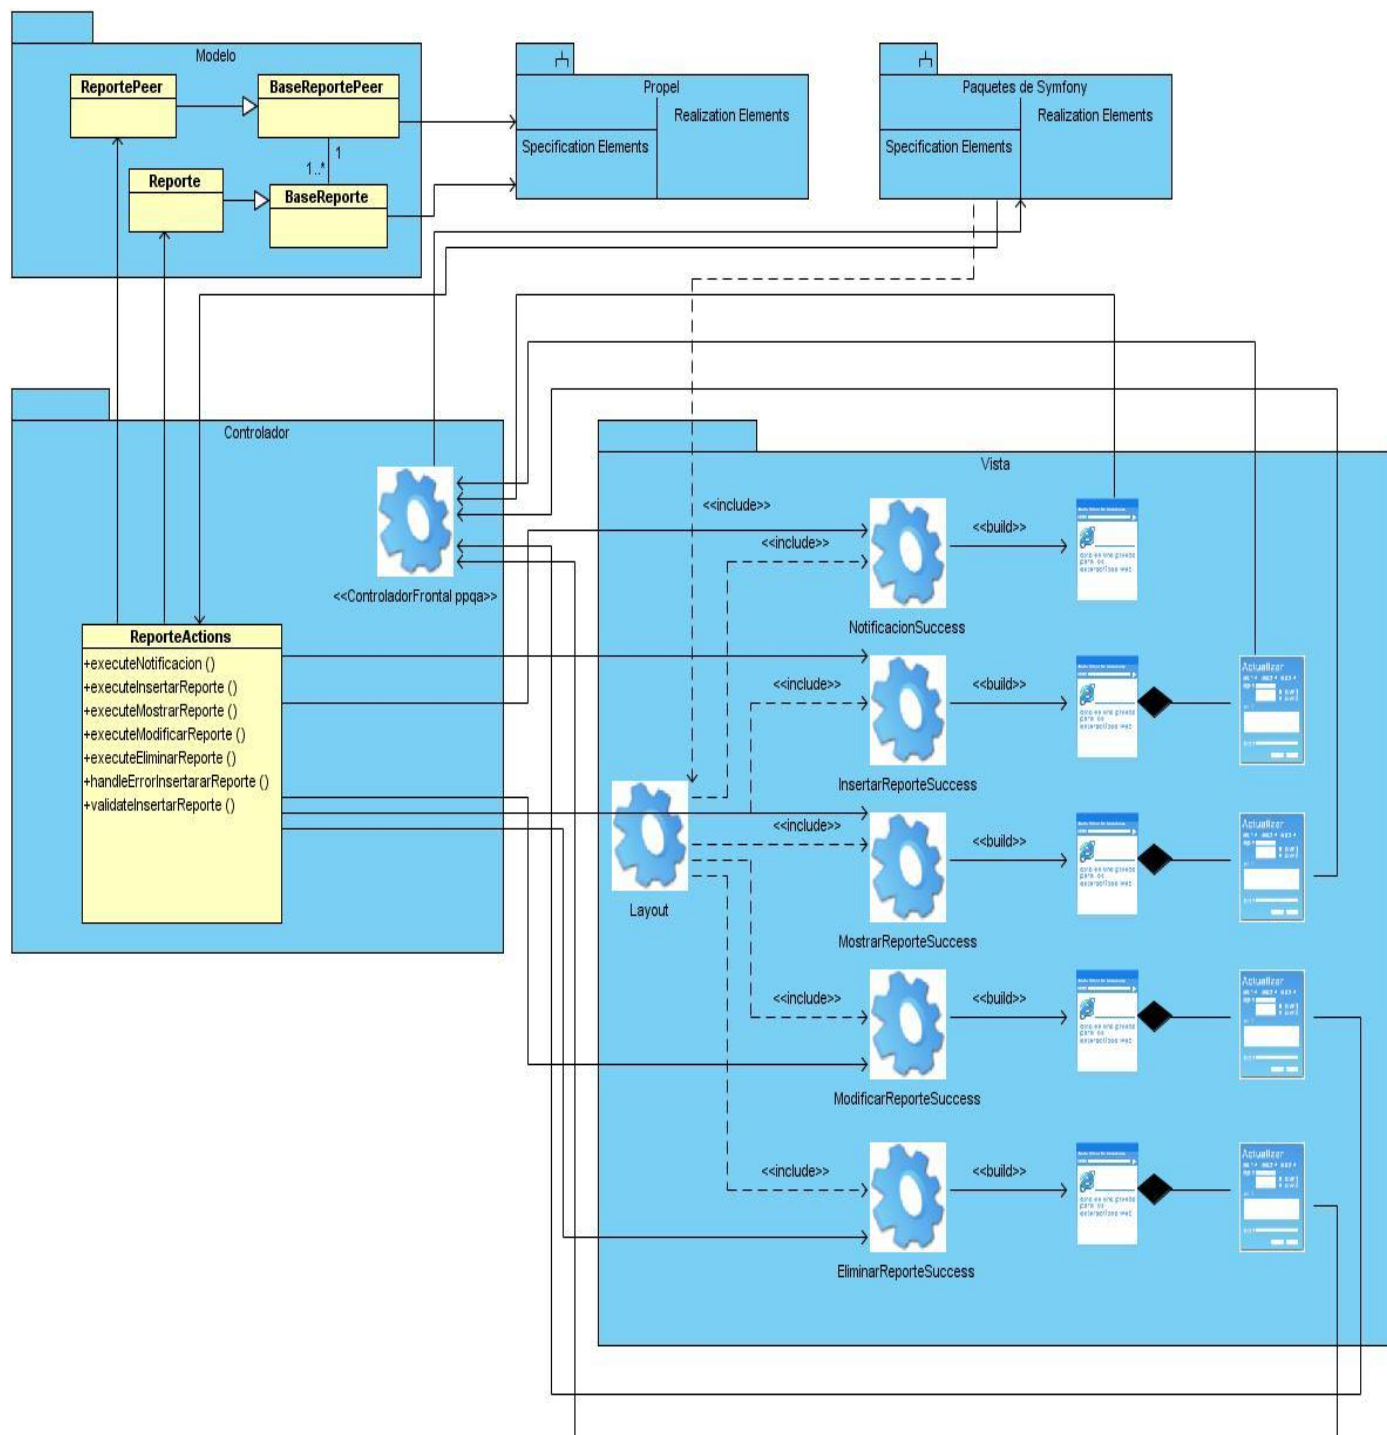 Modelo
ReportePeer
BaseReportePeer
1
1..*
Reporte
BaseReporte
Propel
Specification Elements
Realization Elements
Paquetes de Symfony
Specification Elements
Realization Elements
Controlador
<<ControladorFrontal ppqa>>
ReporteActions
+executeNotificacion ()
+executeInsertarReporte ()
+executeMostrarReporte ()
+executeModificarReporte ()
+executeEliminarReporte ()
+handleErrorInsertararReporte ()
+validateInsertarReporte ()
Vista
<<include>>
<<include>>
<<build>>
NotificacionSuccess
<<include>>
<<build>>
Actualizar
InsertarReporteSuccess
Layout
<<include>>
<<build>>
Actualizar
MostrarReporteSuccess
<<include>>
<<build>>
Actualizar
ModificarReporteSuccess
<<include>>
<<build>>
Actualizar
EliminarReporteSuccess